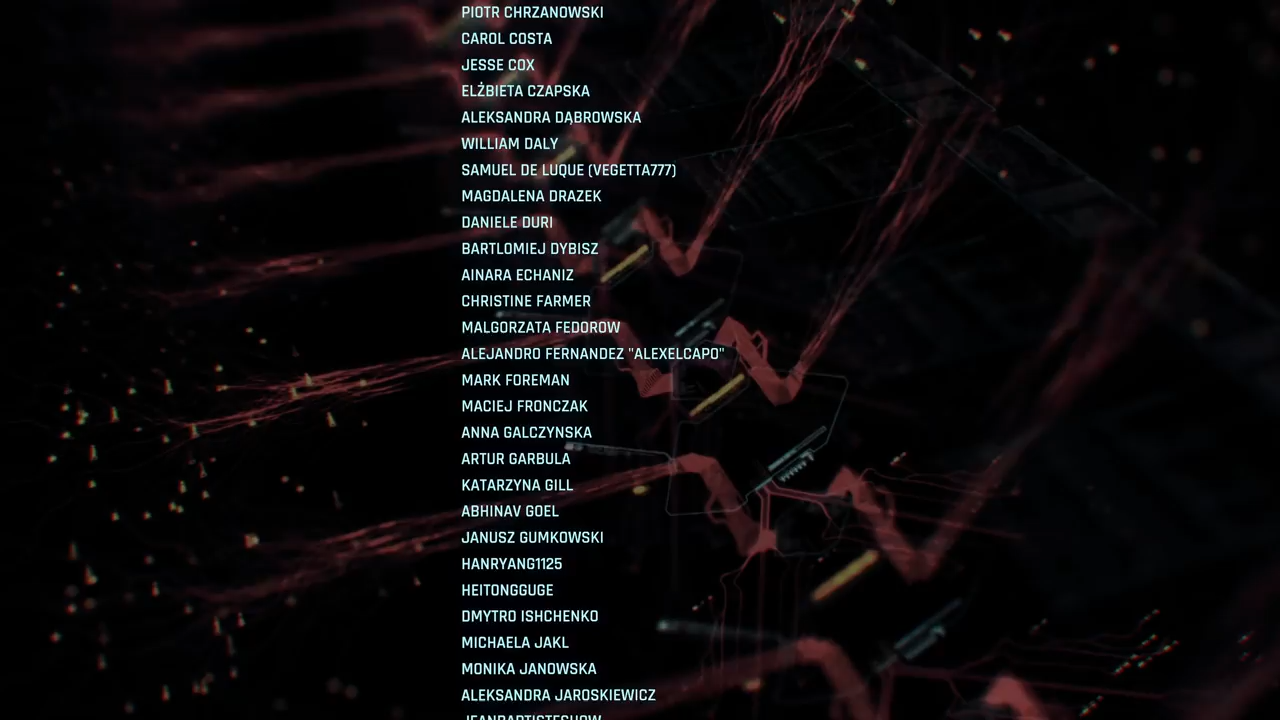 PIOTR CHRZANOWSKI
CAROL COSTA
JESSE COX
ELŻBIETA CZAPSKA
ALEKSANDRA DĄBROWSKA
WILLIAM DALY
SAMUEL DE LUQUE (VEGETTA777)
MAGDALENA DRAZEK
DANIELE DURI
BARTLOMIEJ DYBISZ
AINARA ECHANIZ
CHRISTINE FARMER
MALGORZATA FEDOROW
ALEJANDRO FERNANDEZ "ALEXELCAPO"
MARK FOREMAN
MACIEJ FRONCZAK
ANNA GALCZYNSKA
ARTUR GARBULA
KATARZYNA GILL
ABHINAV GOEL
JANUSZ GUMKOWSKI
HANRYANG1125
HEITONGGUGE
DMYTRO ISHCHENKO
MICHAELA JAKL
MONIKA JANOWSKA
ALEKSANDRA JAROSKIEWICZ